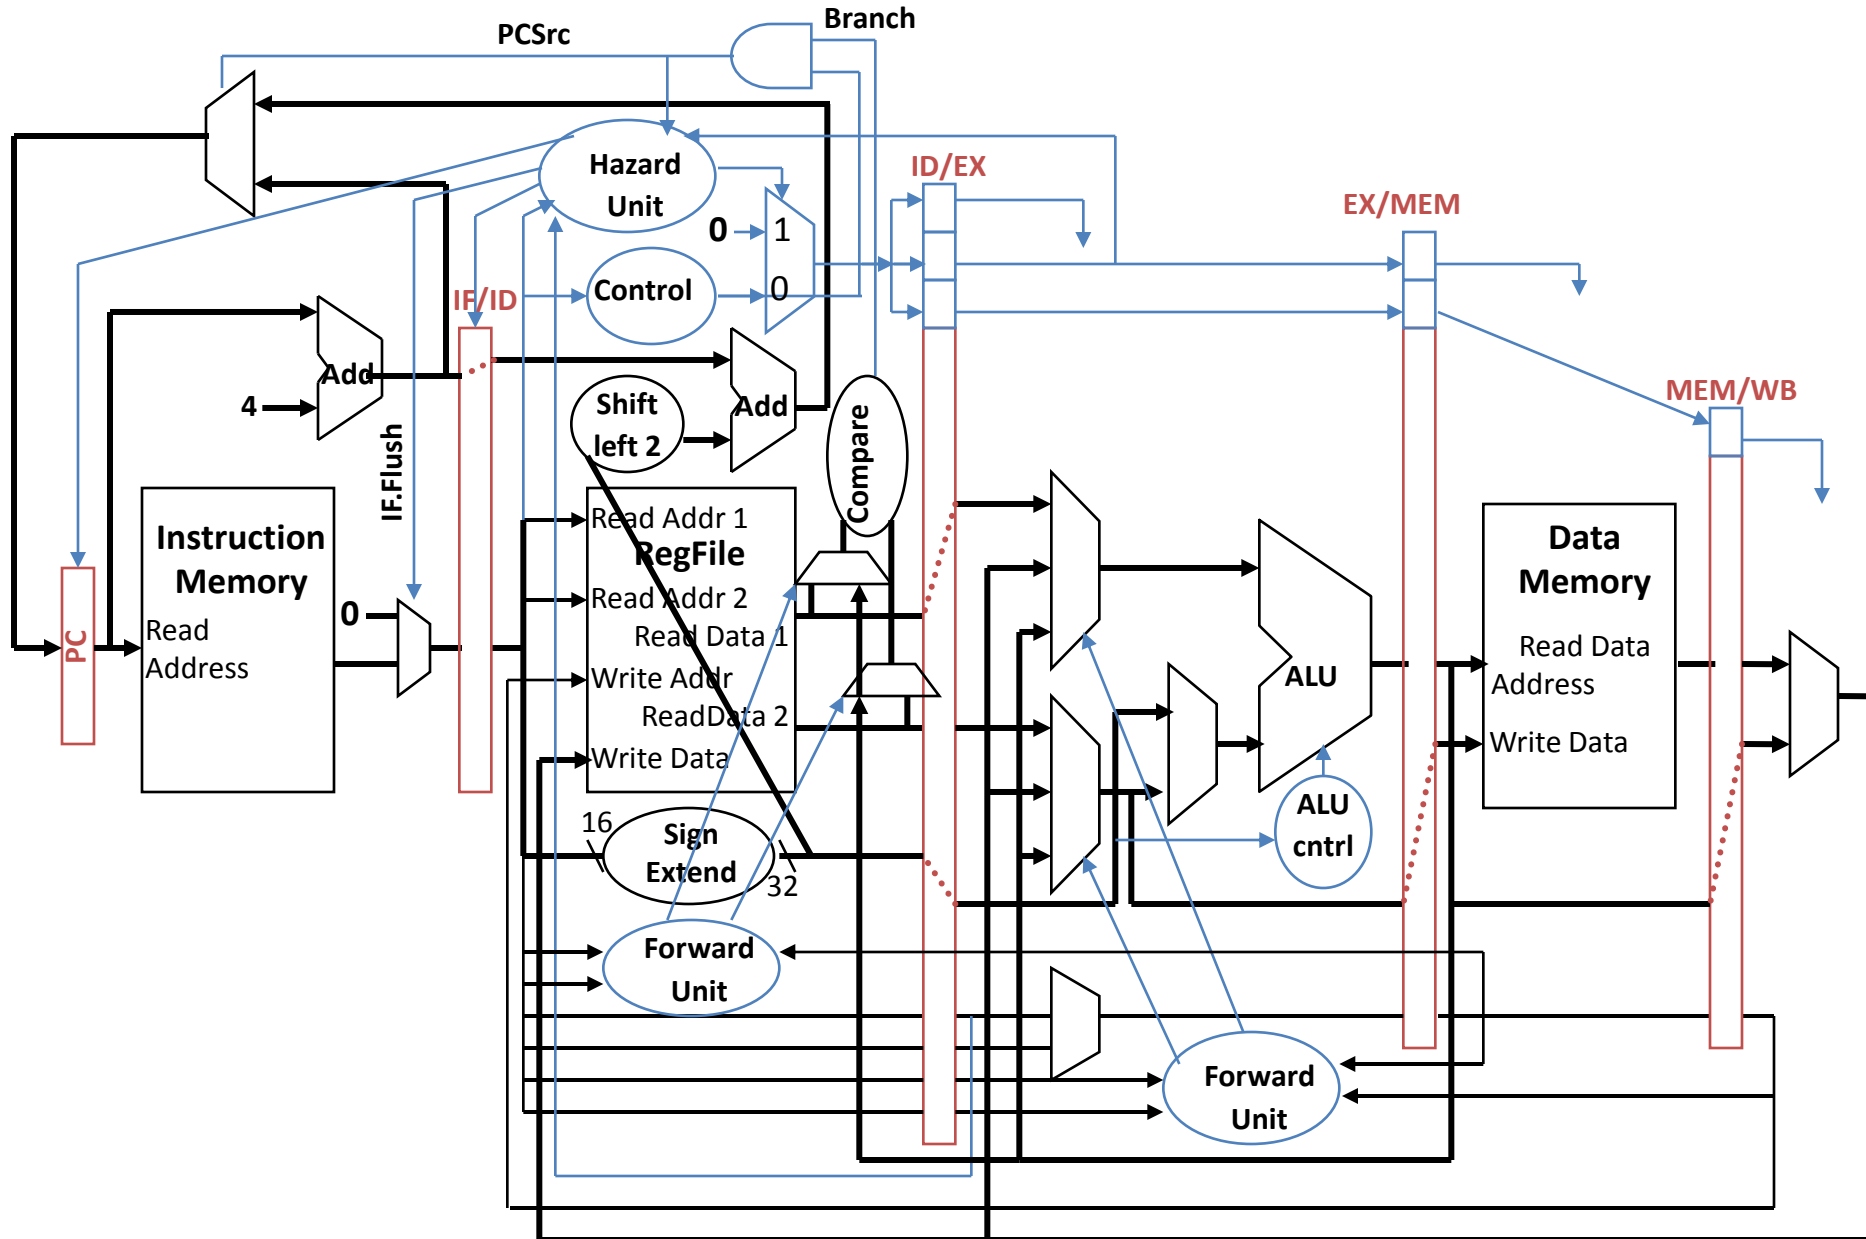 Branch
PCSrc
Hazard
Unit
ID/EX
EX/MEM
0
1
Control
0
IF/ID
Add
4
Shift
left 2
Add
MEM/WB
IF.Flush
Compare
Instruction
Memory
Read
Address
PC
0
Read Addr 1
RegFile
Read Addr 2
Read Data 1
Write Addr
ReadData 2
Write Data
16
Sign
Extend
32
ALU
ALU
cntrl
Data
Memory
Read Data
Address
Write Data
Forward
Unit
Forward
Unit